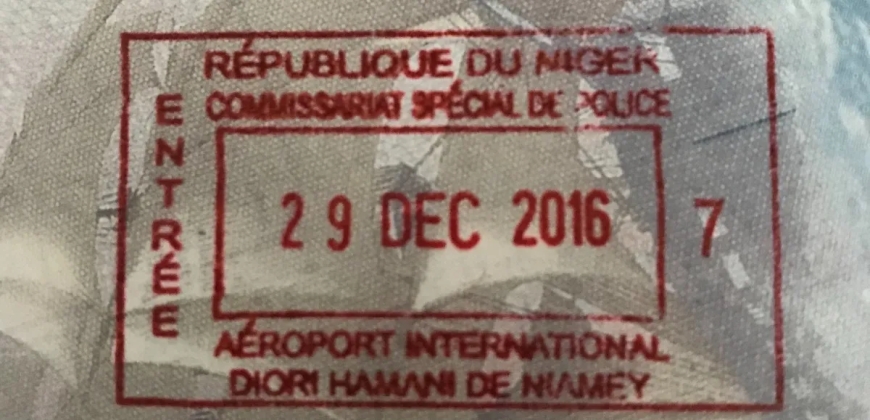 RÉPUBLIQUE DU NIGER
COMMISSARIAT SPÉCIAL DE POLICE
ENTRÉE
29 DEC 2016
7
AÉROPORT INTERNATIONAL
DIORI HAMANI DE NIAMEY